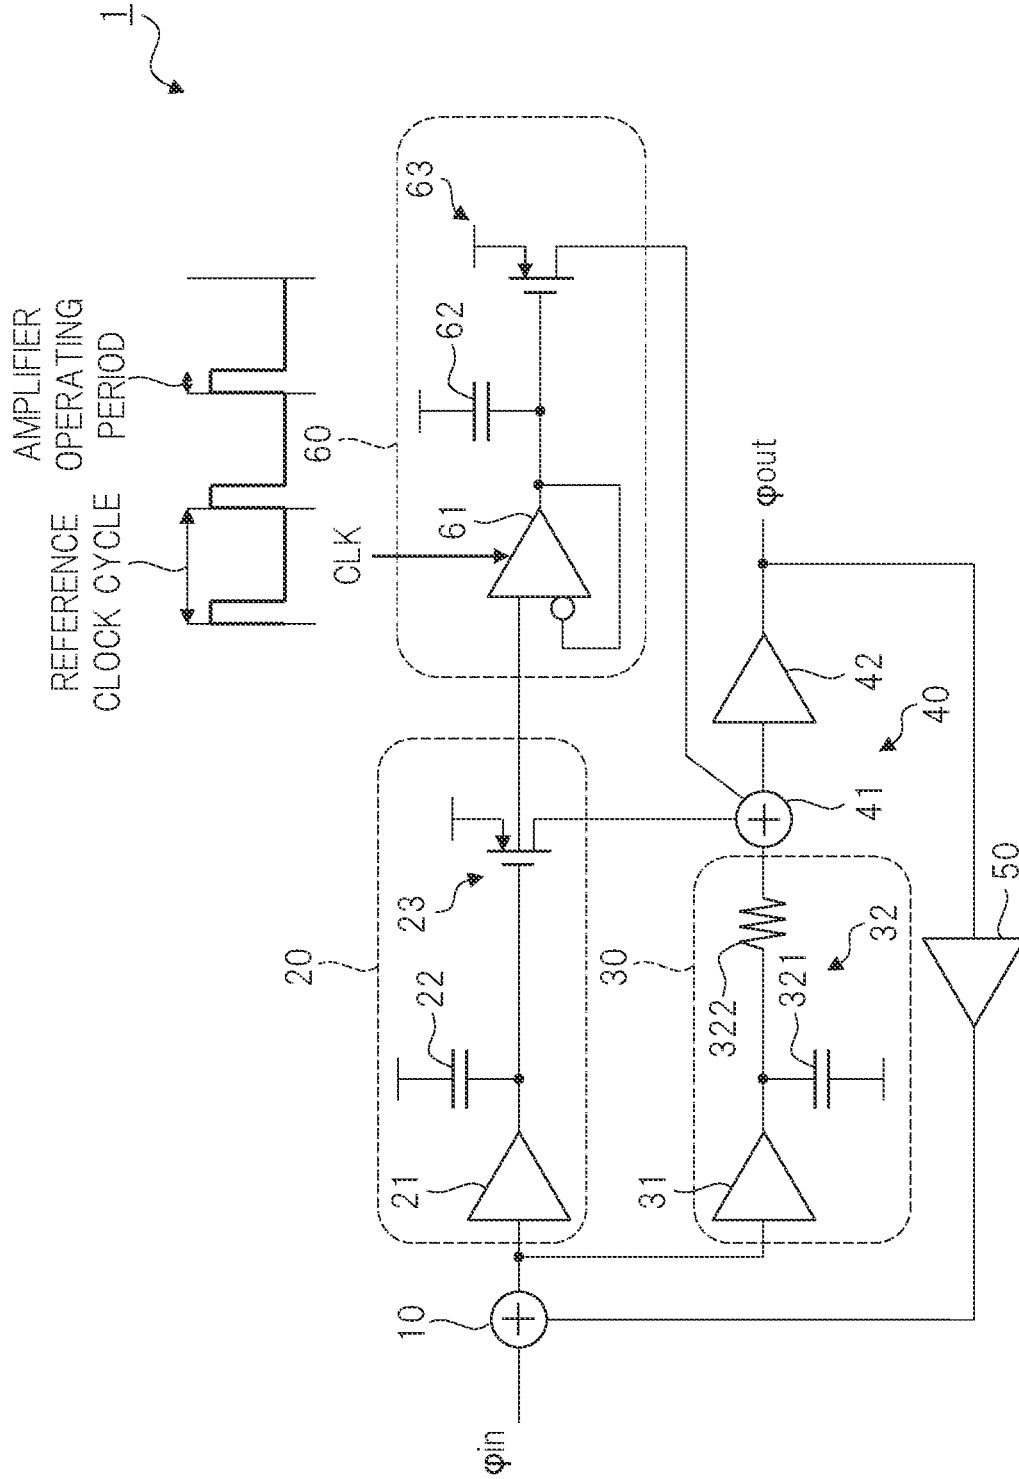 1
AMPLIFIER
OPERATING
PERIOD
REFERENCE
CLOCK CYCLE
CLK
60
61
62
63
20
21
22
23
φin
10
30
31
32
321
322
40
41
42
φout
50